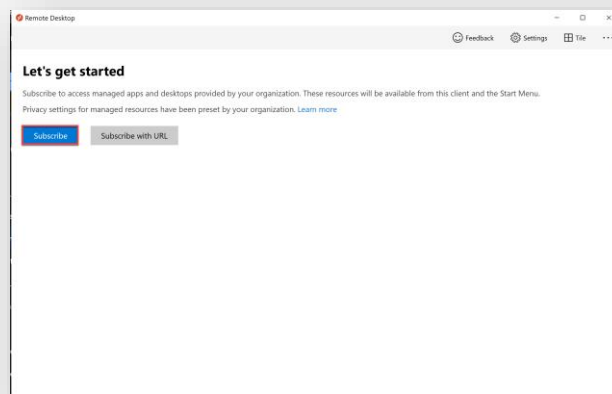 Remote Desktop
Feedback Settings Tile
Let's get started
Subscribe to access managed apps and desktops provided by your organization. These resources will be available from this client and the Start Menu.
Privacy settings for managed resources have been preset by your organization. Learn more
Subscribe Subscribe with URL